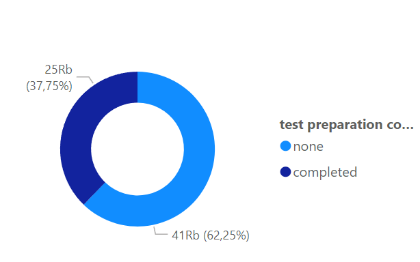 25Rb
(37,75%)
test preparation co...
none
completed
41Rb (62,25%)